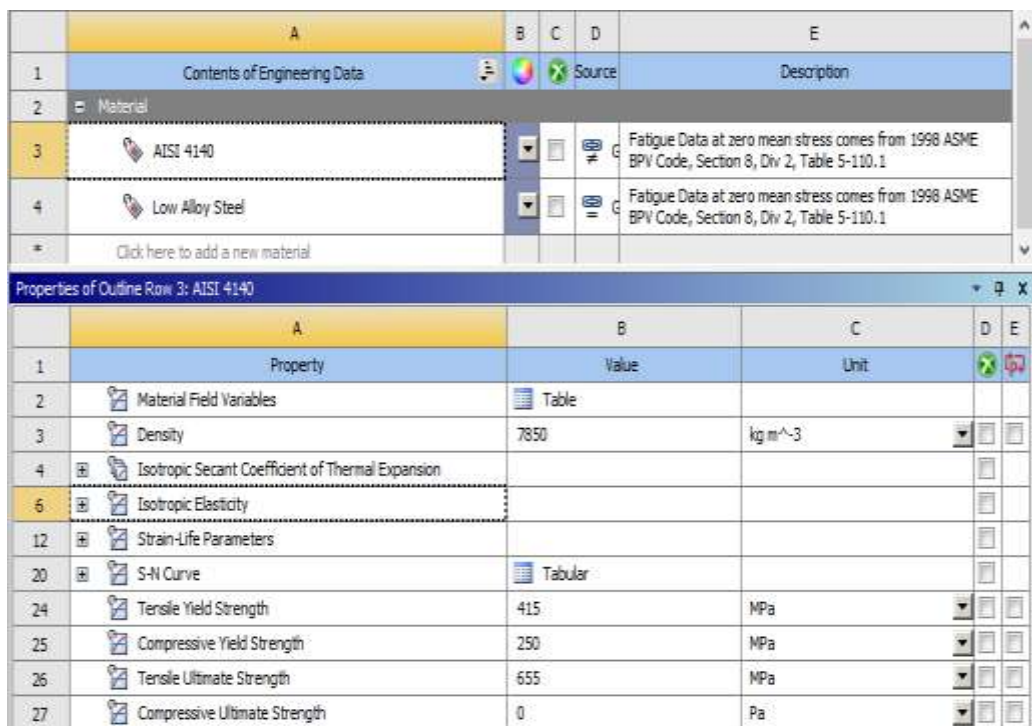 A B C D E
1 Contents of Engineering Data Source Description
2 Material
3 AISI 4140 Fatigue Data at zero mean stress comes from 1998 ASME
BPV Code, Section 8, Div 2, Table 5-110.1
4 Low Alloy Steel Fatigue Data at zero mean stress comes from 1998 ASME
BPV Code, Section 8, Div 2, Table 5-110.1
* Click here to add a new material
Properties of Outline Row 3: AISI 4140
A B C D E
1 Property Value Unit
2 Material Field Variables Table
3 Density 7850 kg m^-3
4 Isotropic Secant Coefficient of Thermal Expansion
6 Isotropic Elasticity
12 Strain-Life Parameters
20 S-N Curve Tabular
24 Tensile Yield Strength 415 MPa
25 Compressive Yield Strength 250 MPa
26 Tensile Ultimate Strength 655 MPa
27 Compressive Ultimate Strength 0 Pa